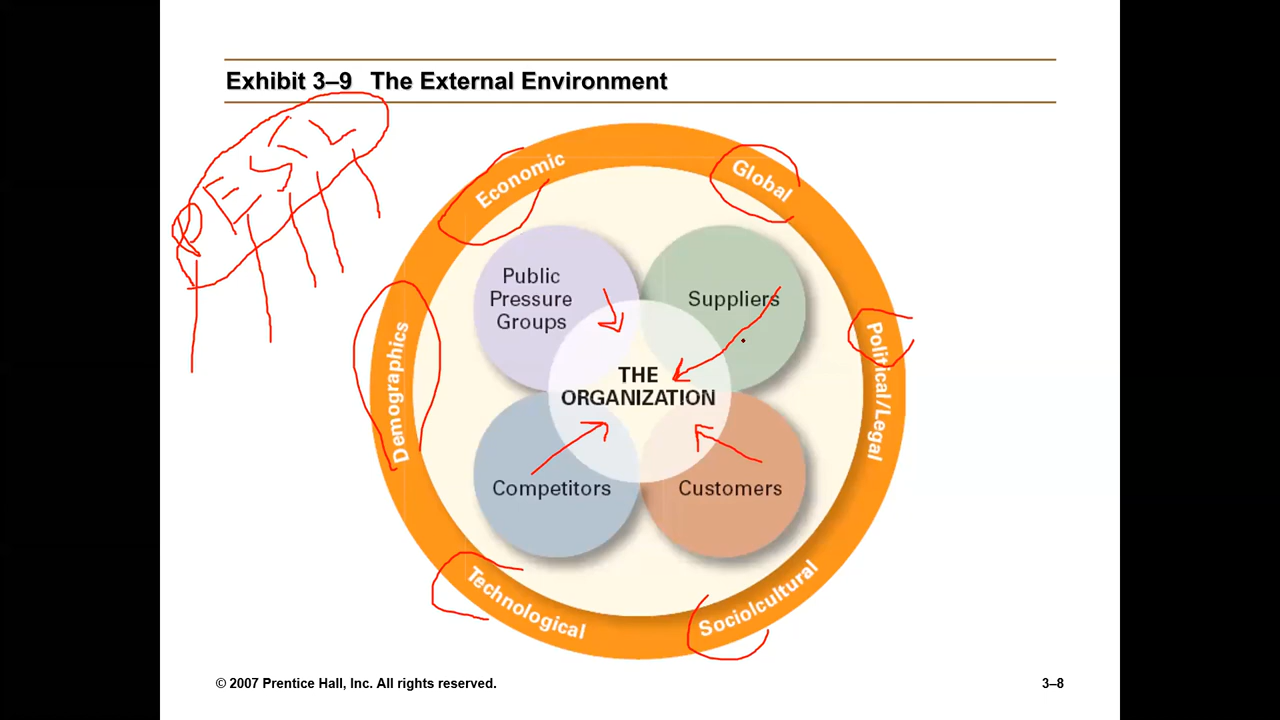 Exhibit 3–9 The External Environment
PESTL
Economic
Global
Public
Pressure
Groups
Suppliers
Demographics
Political/Legal
THE
ORGANIZATION
Competitors
Customers
Technological
Sociolcultural
© 2007 Prentice Hall, Inc. All rights reserved.
3–8